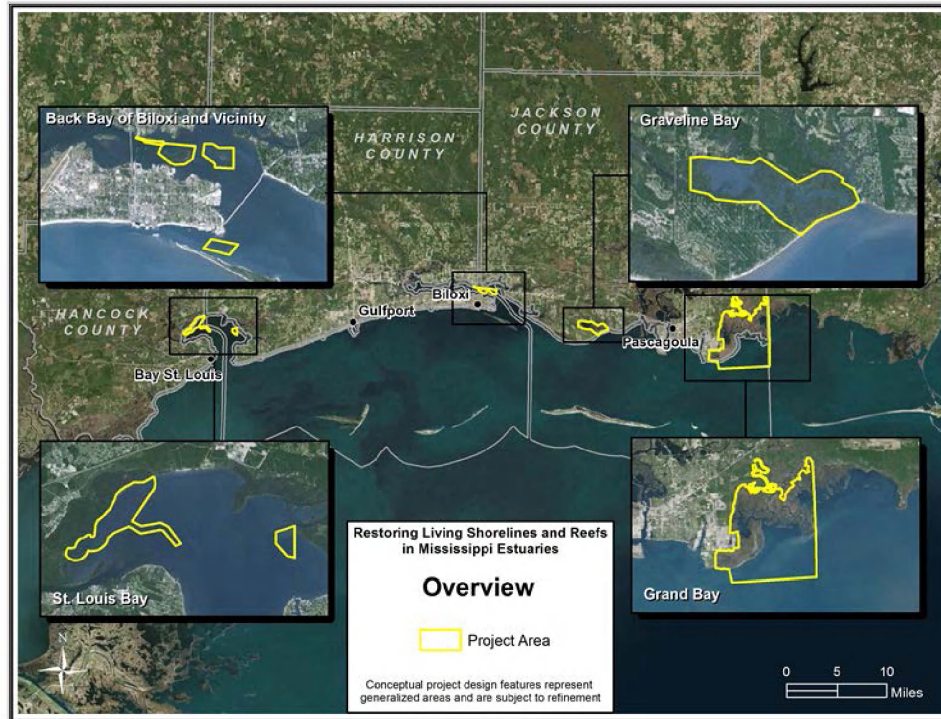 Back Bay of Biloxi and Vicinity
HARRISON
COUNTY
JACKSON
COUNTY
Graveline Bay
HANCOCK
COUNTY
Biloxi
Gulfport
Pascagoula
Bay St. Louis
St. Louis Bay
Grand Bay
Restoring Living Shorelines and Reefs
in Mississippi Estuaries
Overview
Project Area
Conceptual project design features represent
generalized areas and are subject to refinement
N
0 5 10
Miles